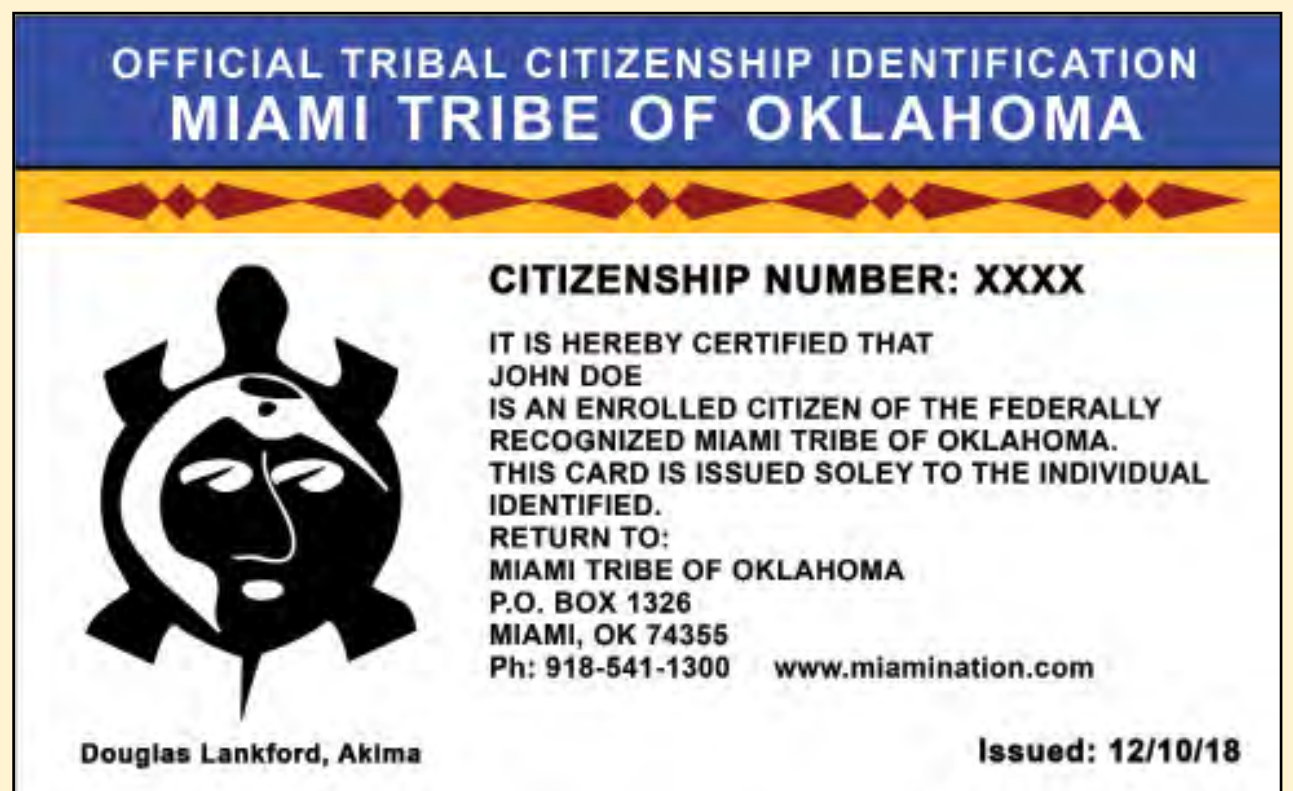 OFFICIAL TRIBAL CITIZENSHIP IDENTIFICATION
MIAMI TRIBE OF OKLAHOMA
CITIZENSHIP NUMBER: XXXX
IT IS HEREBY CERTIFIED THAT
JOHN DOE
IS AN ENROLLED CITIZEN OF THE FEDERALLY
RECOGNIZED MIAMI TRIBE OF OKLAHOMA.
THIS CARD IS ISSUED SOLEY TO THE INDIVIDUAL
IDENTIFIED.
RETURN TO:
MIAMI TRIBE OF OKLAHOMA
P.O. BOX 1326
MIAMI, OK 74355
Ph: 918-541-1300 www.miamination.com
Douglas Lankford, Akima
Issued: 12/10/18